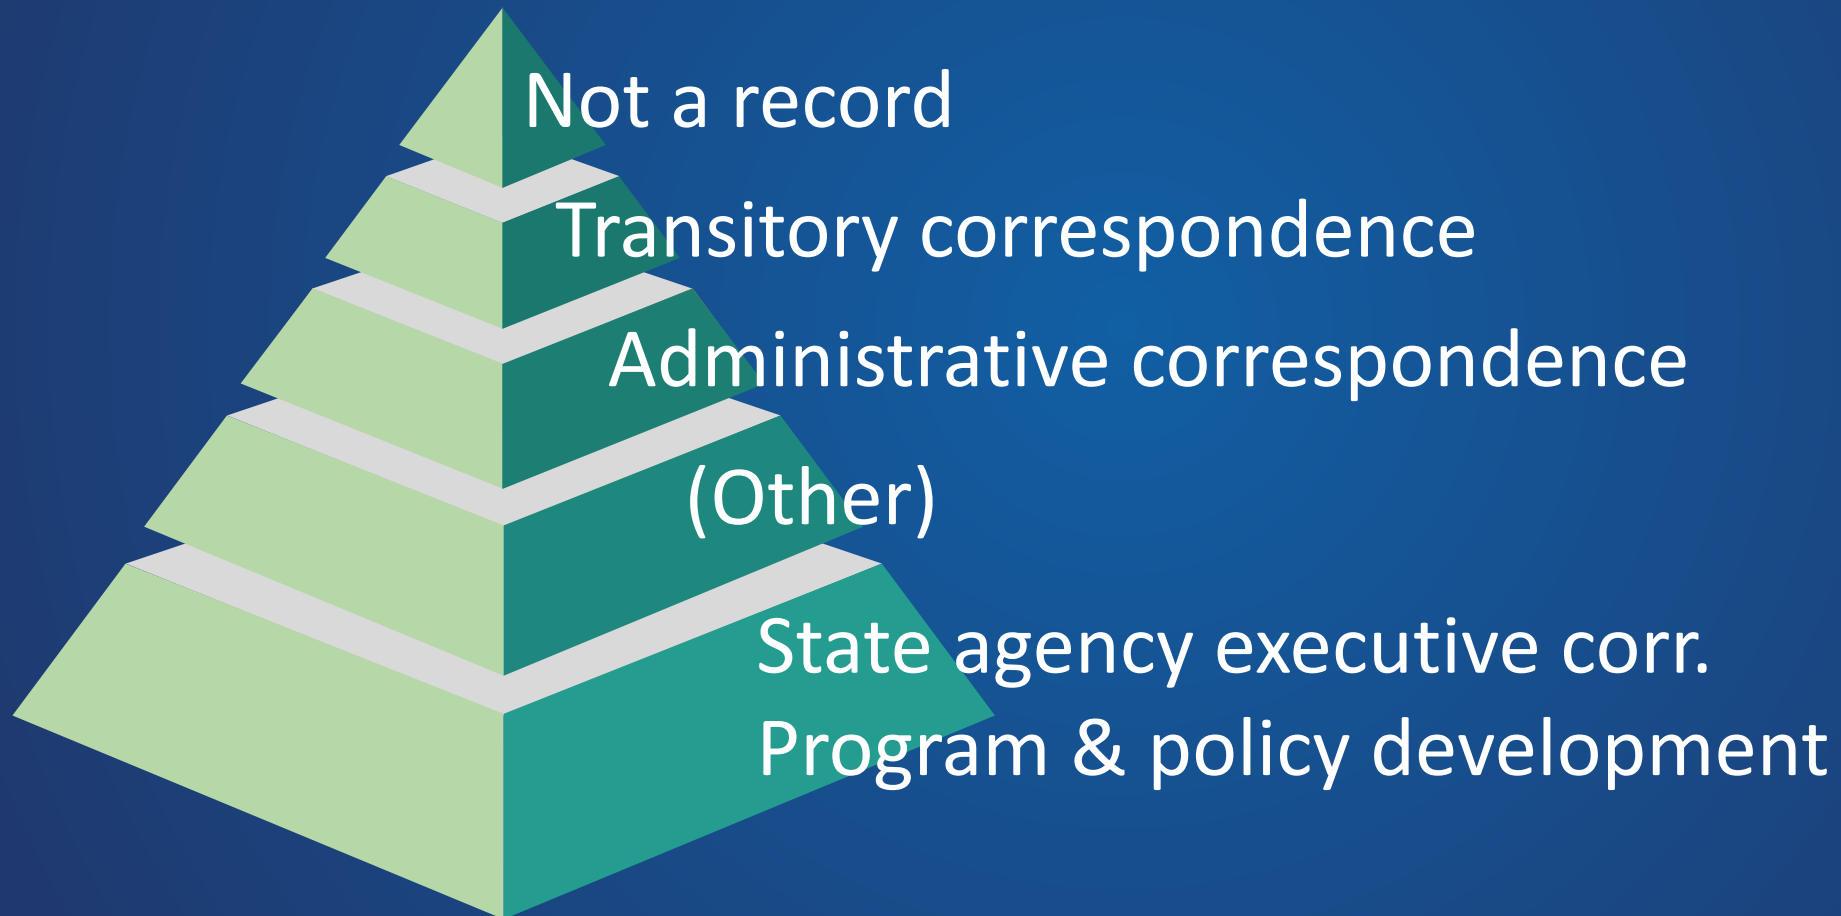 Not a record
Transitory correspondence
Administrative correspondence
(Other)
State agency executive corr.
Program & policy development